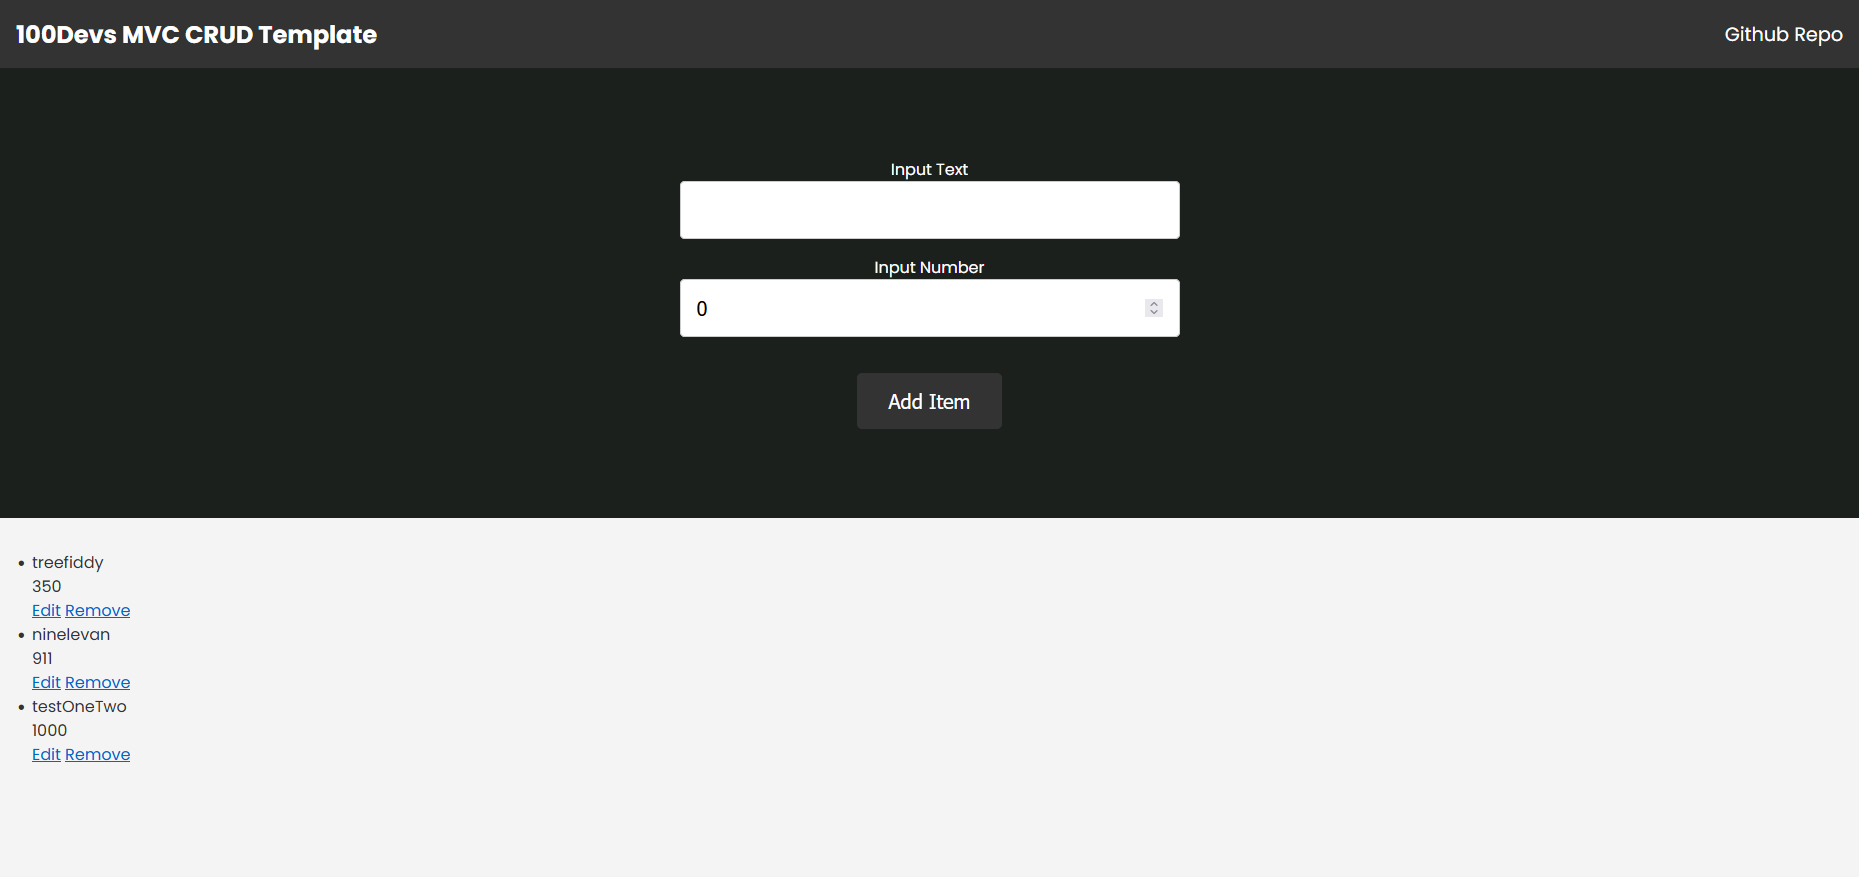 100Devs MVC CRUD Template
Github Repo
Input Text
Input Number
0
Add Item
treefiddy
350
Edit Remove
ninelevan
911
Edit Remove
testOneTwo
1000
Edit Remove